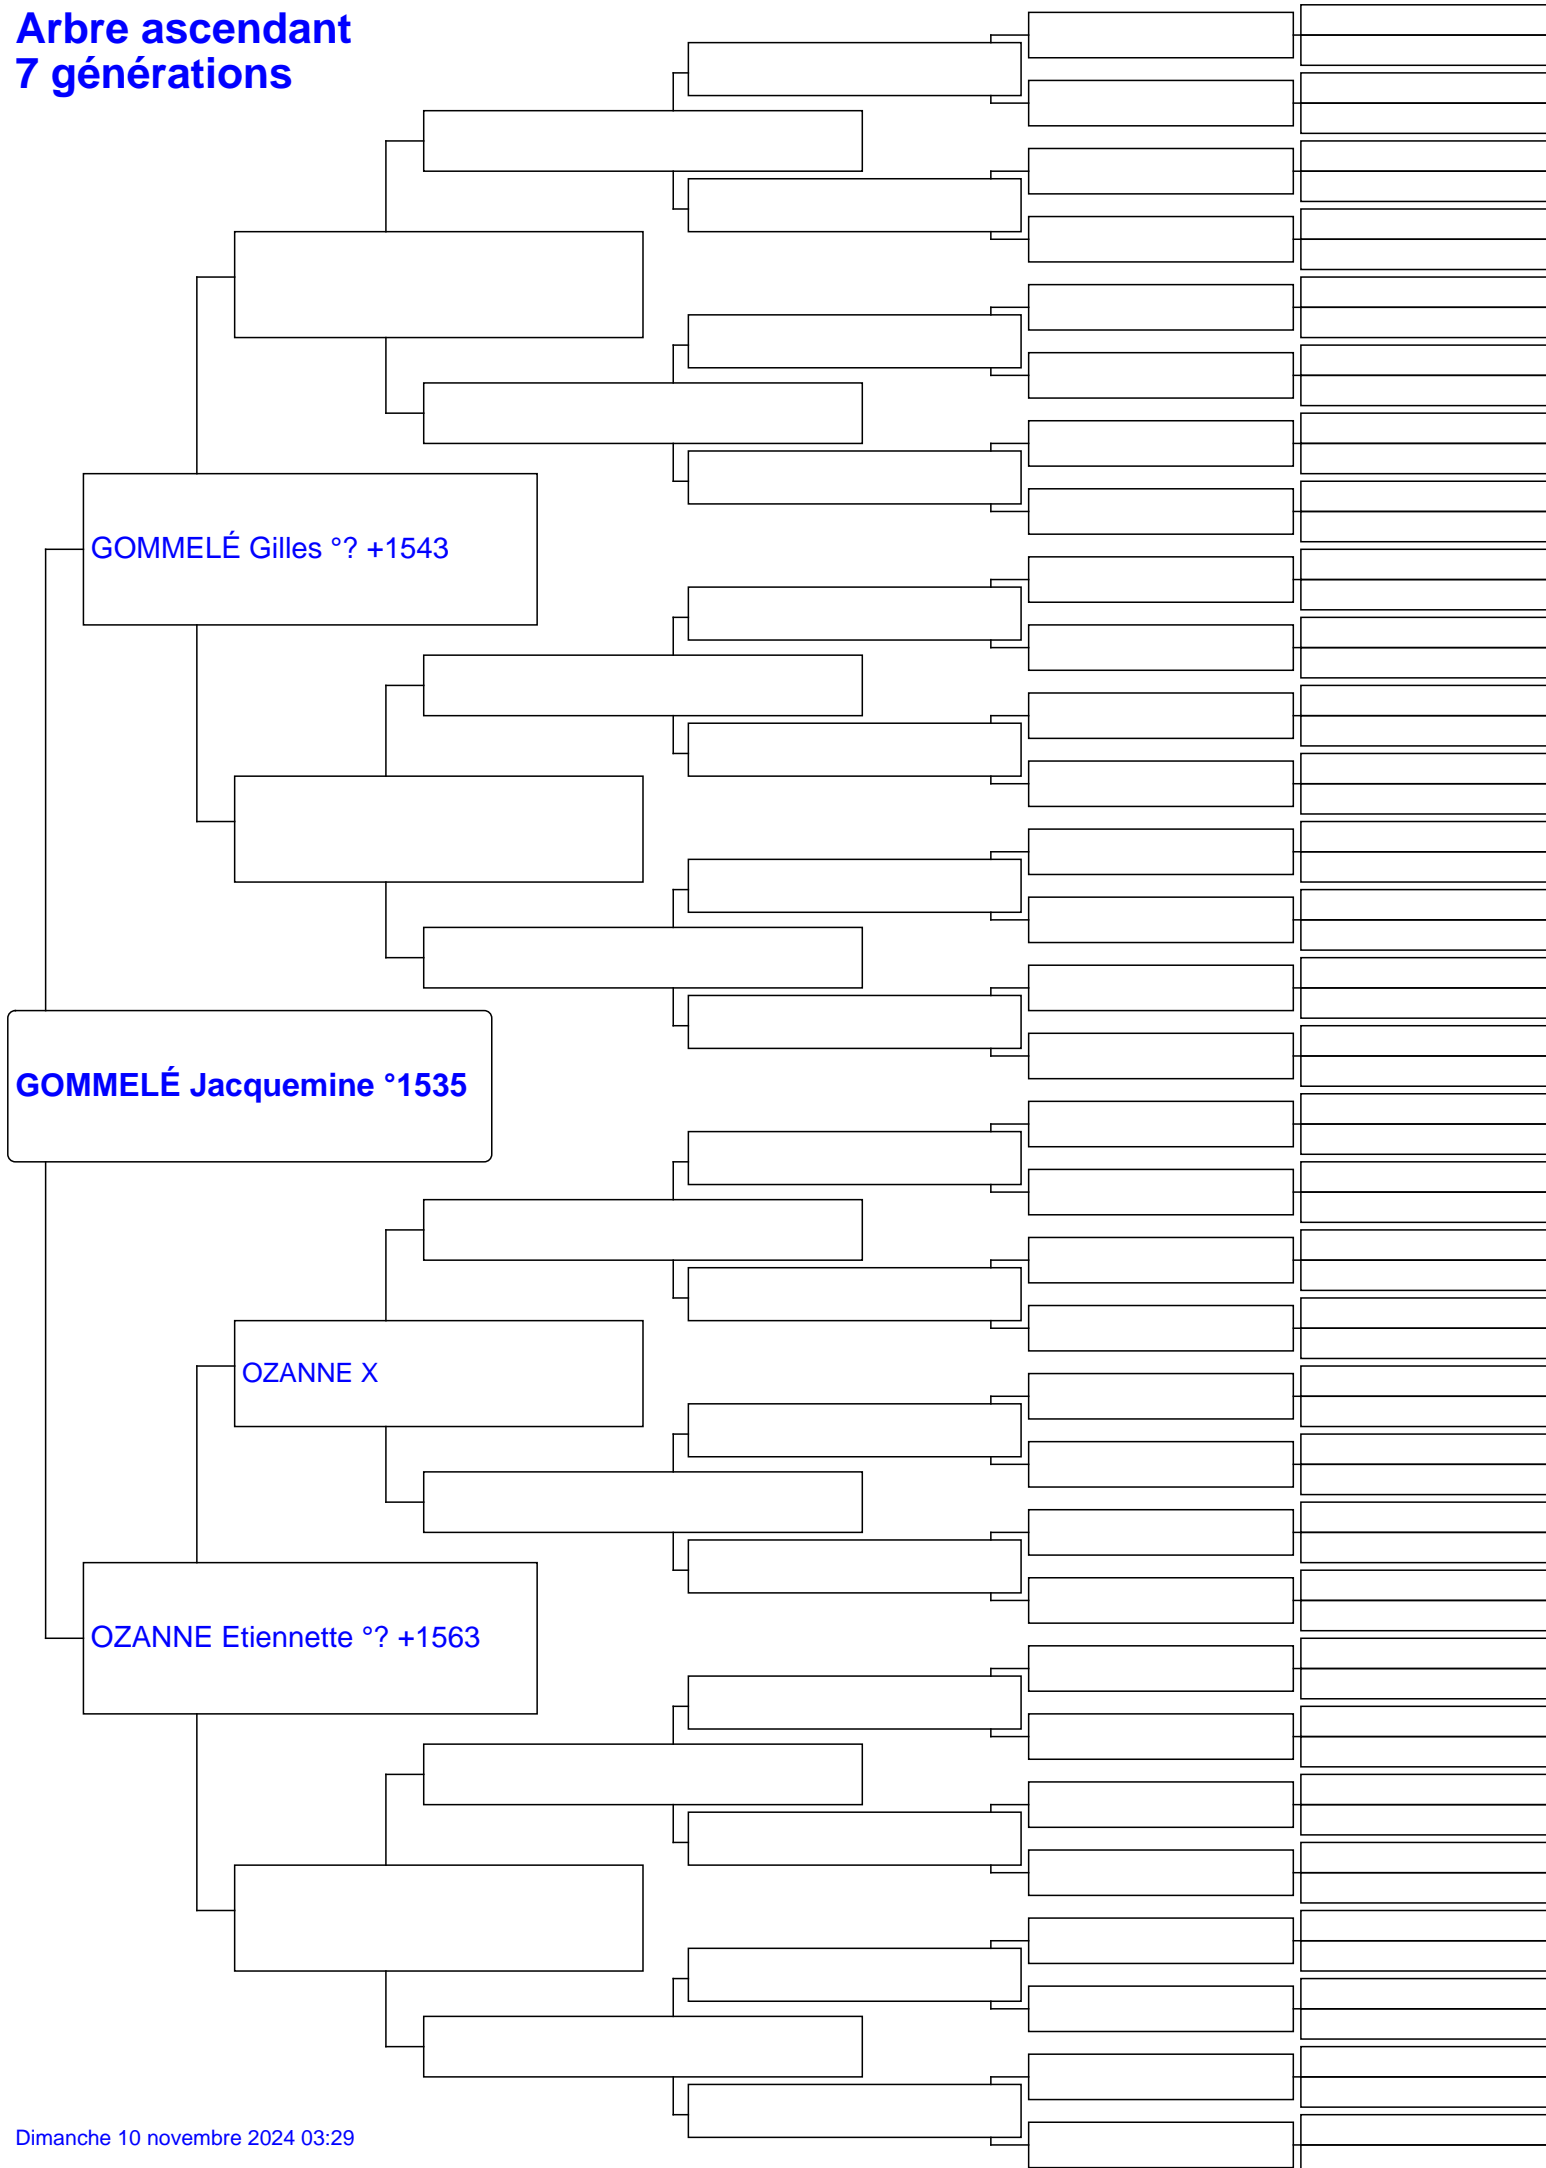 Arbre ascendant
7 générations
GOMMELÉ Gilles °? +1543
GOMMELÉ Jacquemine °1535
OZANNE X
OZANNE Etiennette °? +1563
Dimanche 10 novembre 2024 03:29